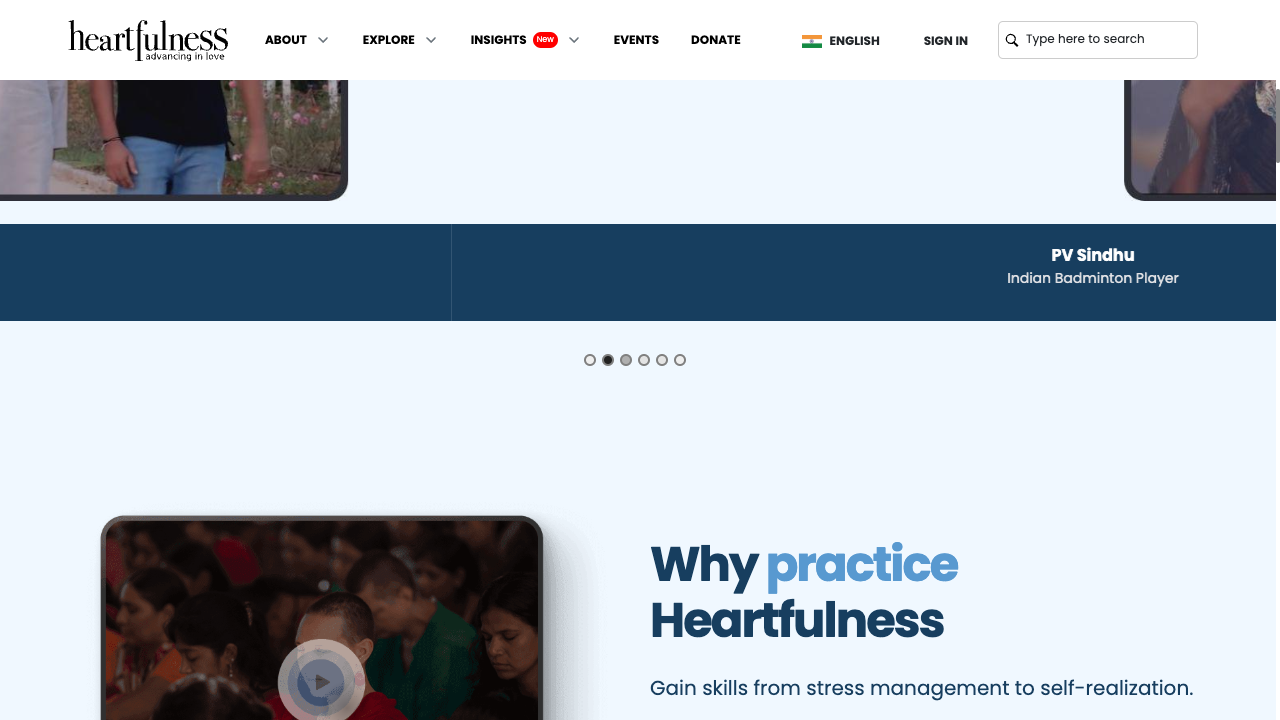 heartfulness
advancing in love
ABOUT
EXPLORE
INSIGHTS New
EVENTS
DONATE
ENGLISH
SIGN IN
Type here to search
PV Sindhu
Indian Badminton Player
Why practice
Heartfulness
Gain skills from stress management to self-realization.